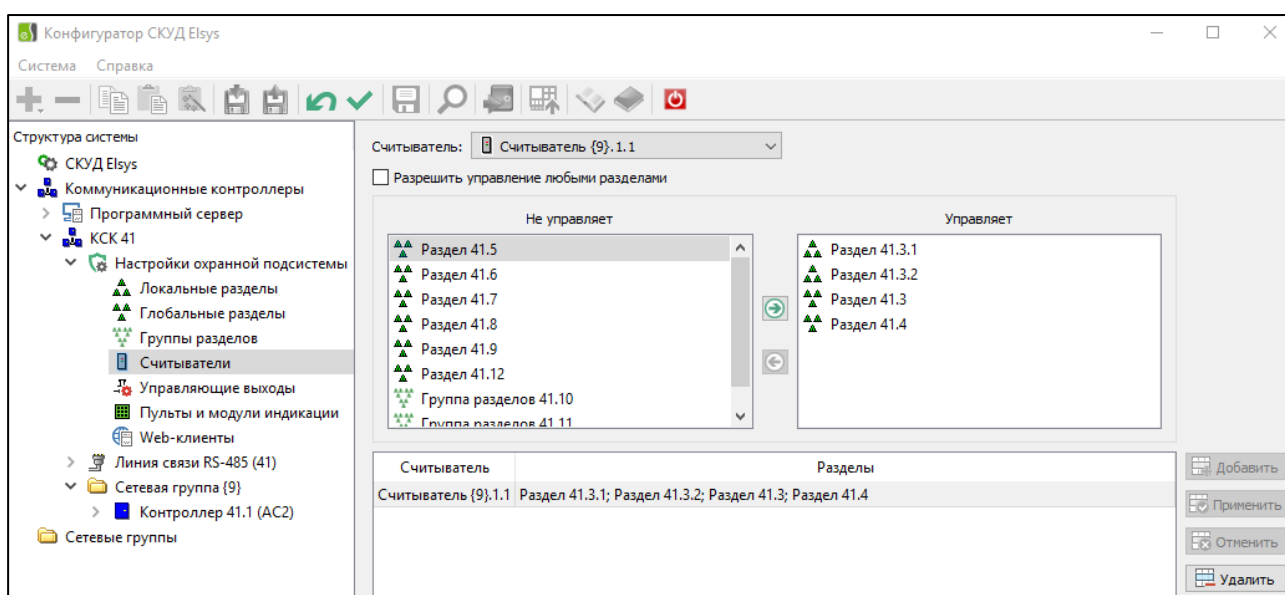 Конфигуратор СКУД Elsys
Система Справка
Структура системы
СКУД Elsys
Коммуникационные контроллеры
Программный сервер
КСК 41
Настройки охранной подсистемы
Локальные разделы
Глобальные разделы
Группы разделов
Считыватели
Управляющие выходы
Пульты и модули индикации
Web-клиенты
Линия связи RS-485 (41)
Сетевая группа {9}
Контроллер 41.1 (AC2)
Сетевые группы
Считыватель: Считыватель {9}.1.1
Разрешить управление любыми разделами
Не управляет
Раздел 41.5
Раздел 41.6
Раздел 41.7
Раздел 41.8
Раздел 41.9
Раздел 41.12
Группа разделов 41.10
Группа разделов 41.11
Управляет
Раздел 41.3.1
Раздел 41.3.2
Раздел 41.3
Раздел 41.4
Считыватель Разделы
Считыватель {9}.1.1 Раздел 41.3.1; Раздел 41.3.2; Раздел 41.3; Раздел 41.4
Добавить
Применить
Отменить
Удалить